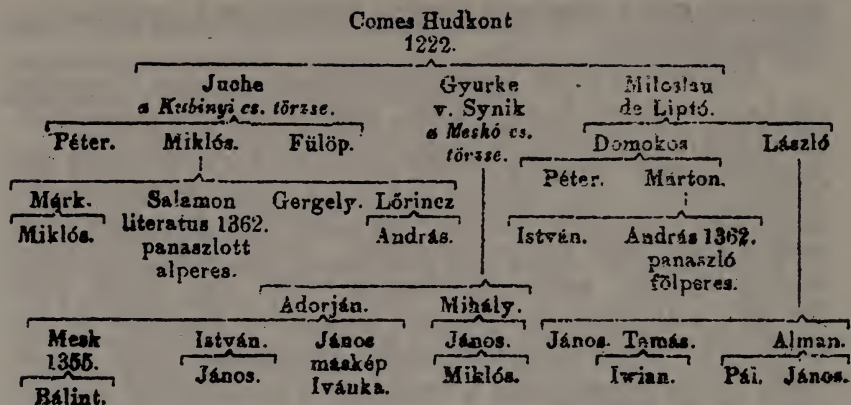 Comes Hudkont
1222.
Juche Gyurke Miloslau
a Kubinyi cs. törzse. v. Synik de Liptó.
Péter. Miklós. Fülöp. a Meskó cs. Domokos László
törzse.
Péter. Márton.
Márk. Salamon Gergely. Lőrincz
Miklós. literatus 1362. András. István. András 1362.
panaszlott panaszló
alperes. fölperes.
Adorján. Mihály.
Mesk István. János János. János. Tamás. Alman.
1355. János. máskép Miklós. Iwian. Pál. János.
Bálint. Iváuka.